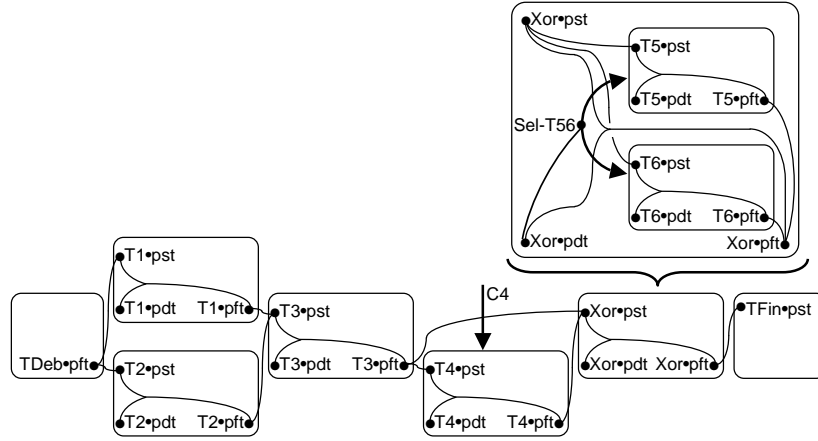 Xor•pst
T5•pst
T5•pdt T5•pft
Sel-T56
T6•pst
T6•pdt T6•pft
Xor•pdt Xor•pft
T1•pst
T1•pdt T1•pft
C4
T3•pst Xor•pst TFin•pst
TDeb•pft T2•pst T3•pdt T3•pft T4•pst Xor•pdt Xor•pft
T2•pdt T2•pft T4•pdt T4•pft